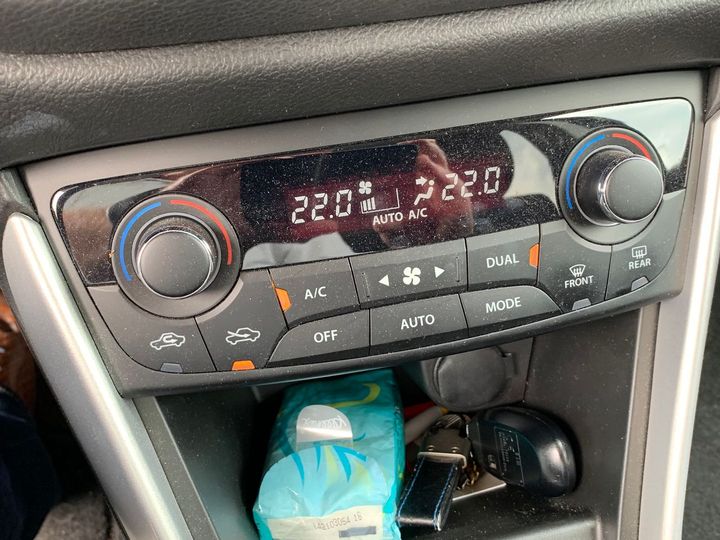 22.0 22.0
AUTO A/C
A/C
DUAL
FRONT
REAR
OFF
AUTO
MODE